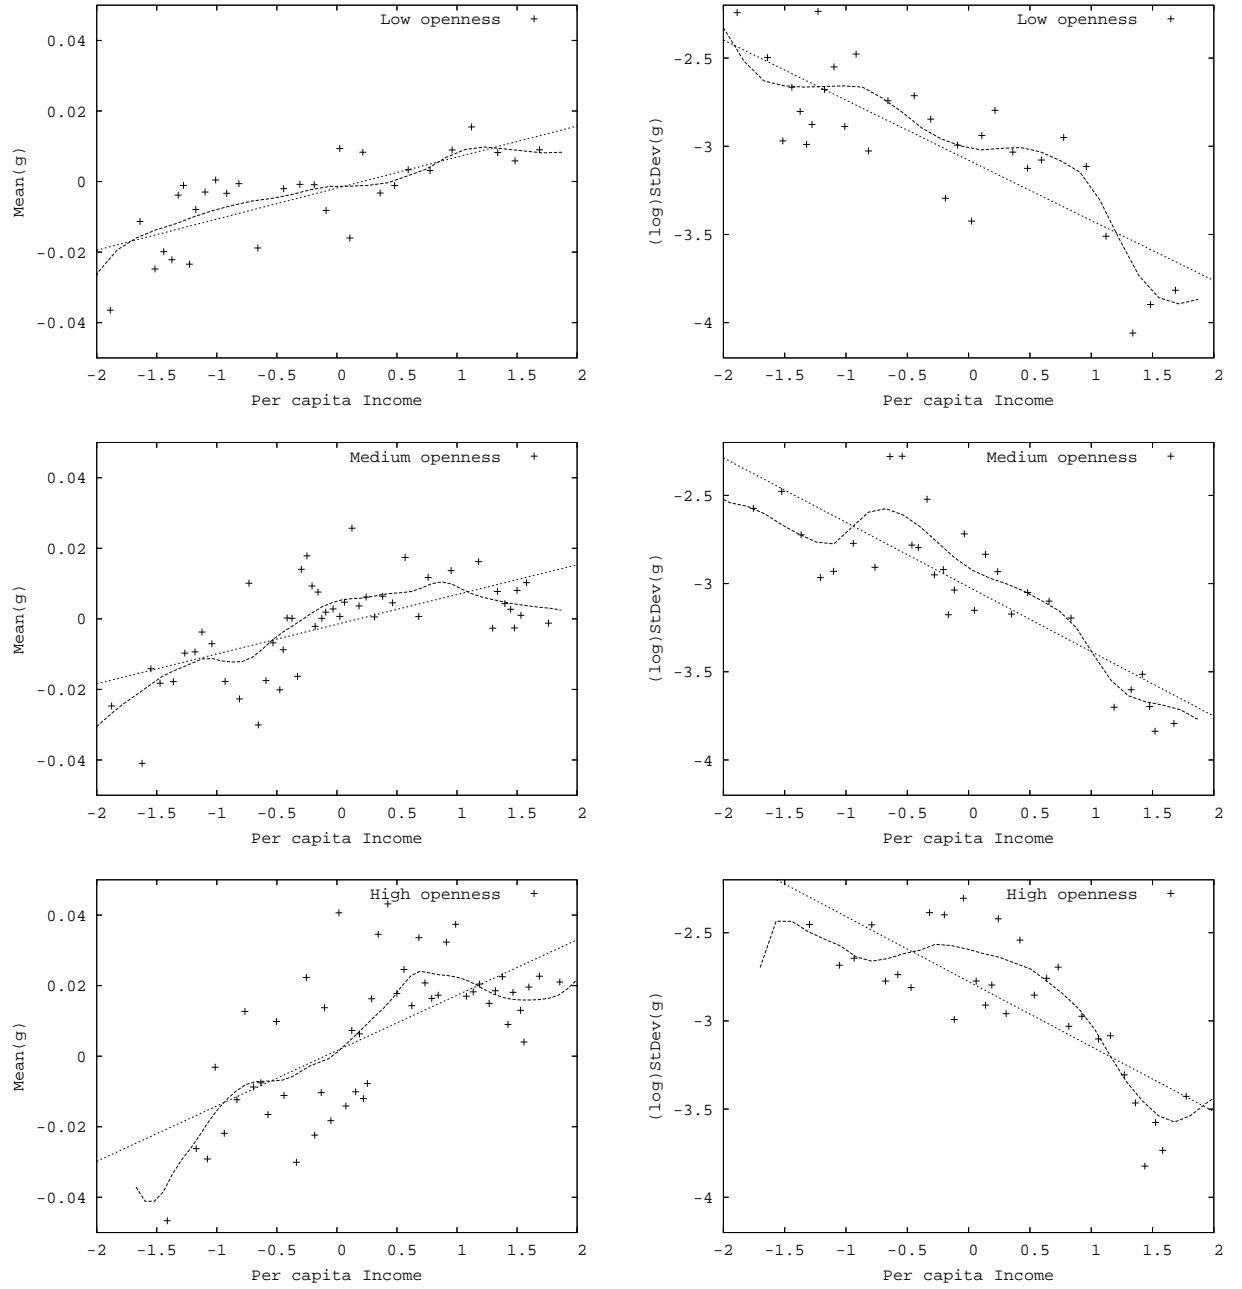 Low openness
0.04
0.02
0
-0.02
-0.04
Mean(g)
-2 -1.5 -1 -0.5 0 0.5 1 1.5 2
Per capita Income
Low openness
-2.5
-3
-3.5
-4
(log)StDev(g)
-2 -1.5 -1 -0.5 0 0.5 1 1.5 2
Per capita Income
Medium openness
0.04
0.02
0
-0.02
-0.04
Mean(g)
-2 -1.5 -1 -0.5 0 0.5 1 1.5 2
Per capita Income
Medium openness
-2.5
-3
-3.5
-4
(log)StDev(g)
-2 -1.5 -1 -0.5 0 0.5 1 1.5 2
Per capita Income
High openness
0.04
0.02
0
-0.02
-0.04
Mean(g)
-2 -1.5 -1 -0.5 0 0.5 1 1.5 2
Per capita Income
High openness
-2.5
-3
-3.5
-4
(log)StDev(g)
-2 -1.5 -1 -0.5 0 0.5 1 1.5 2
Per capita Income